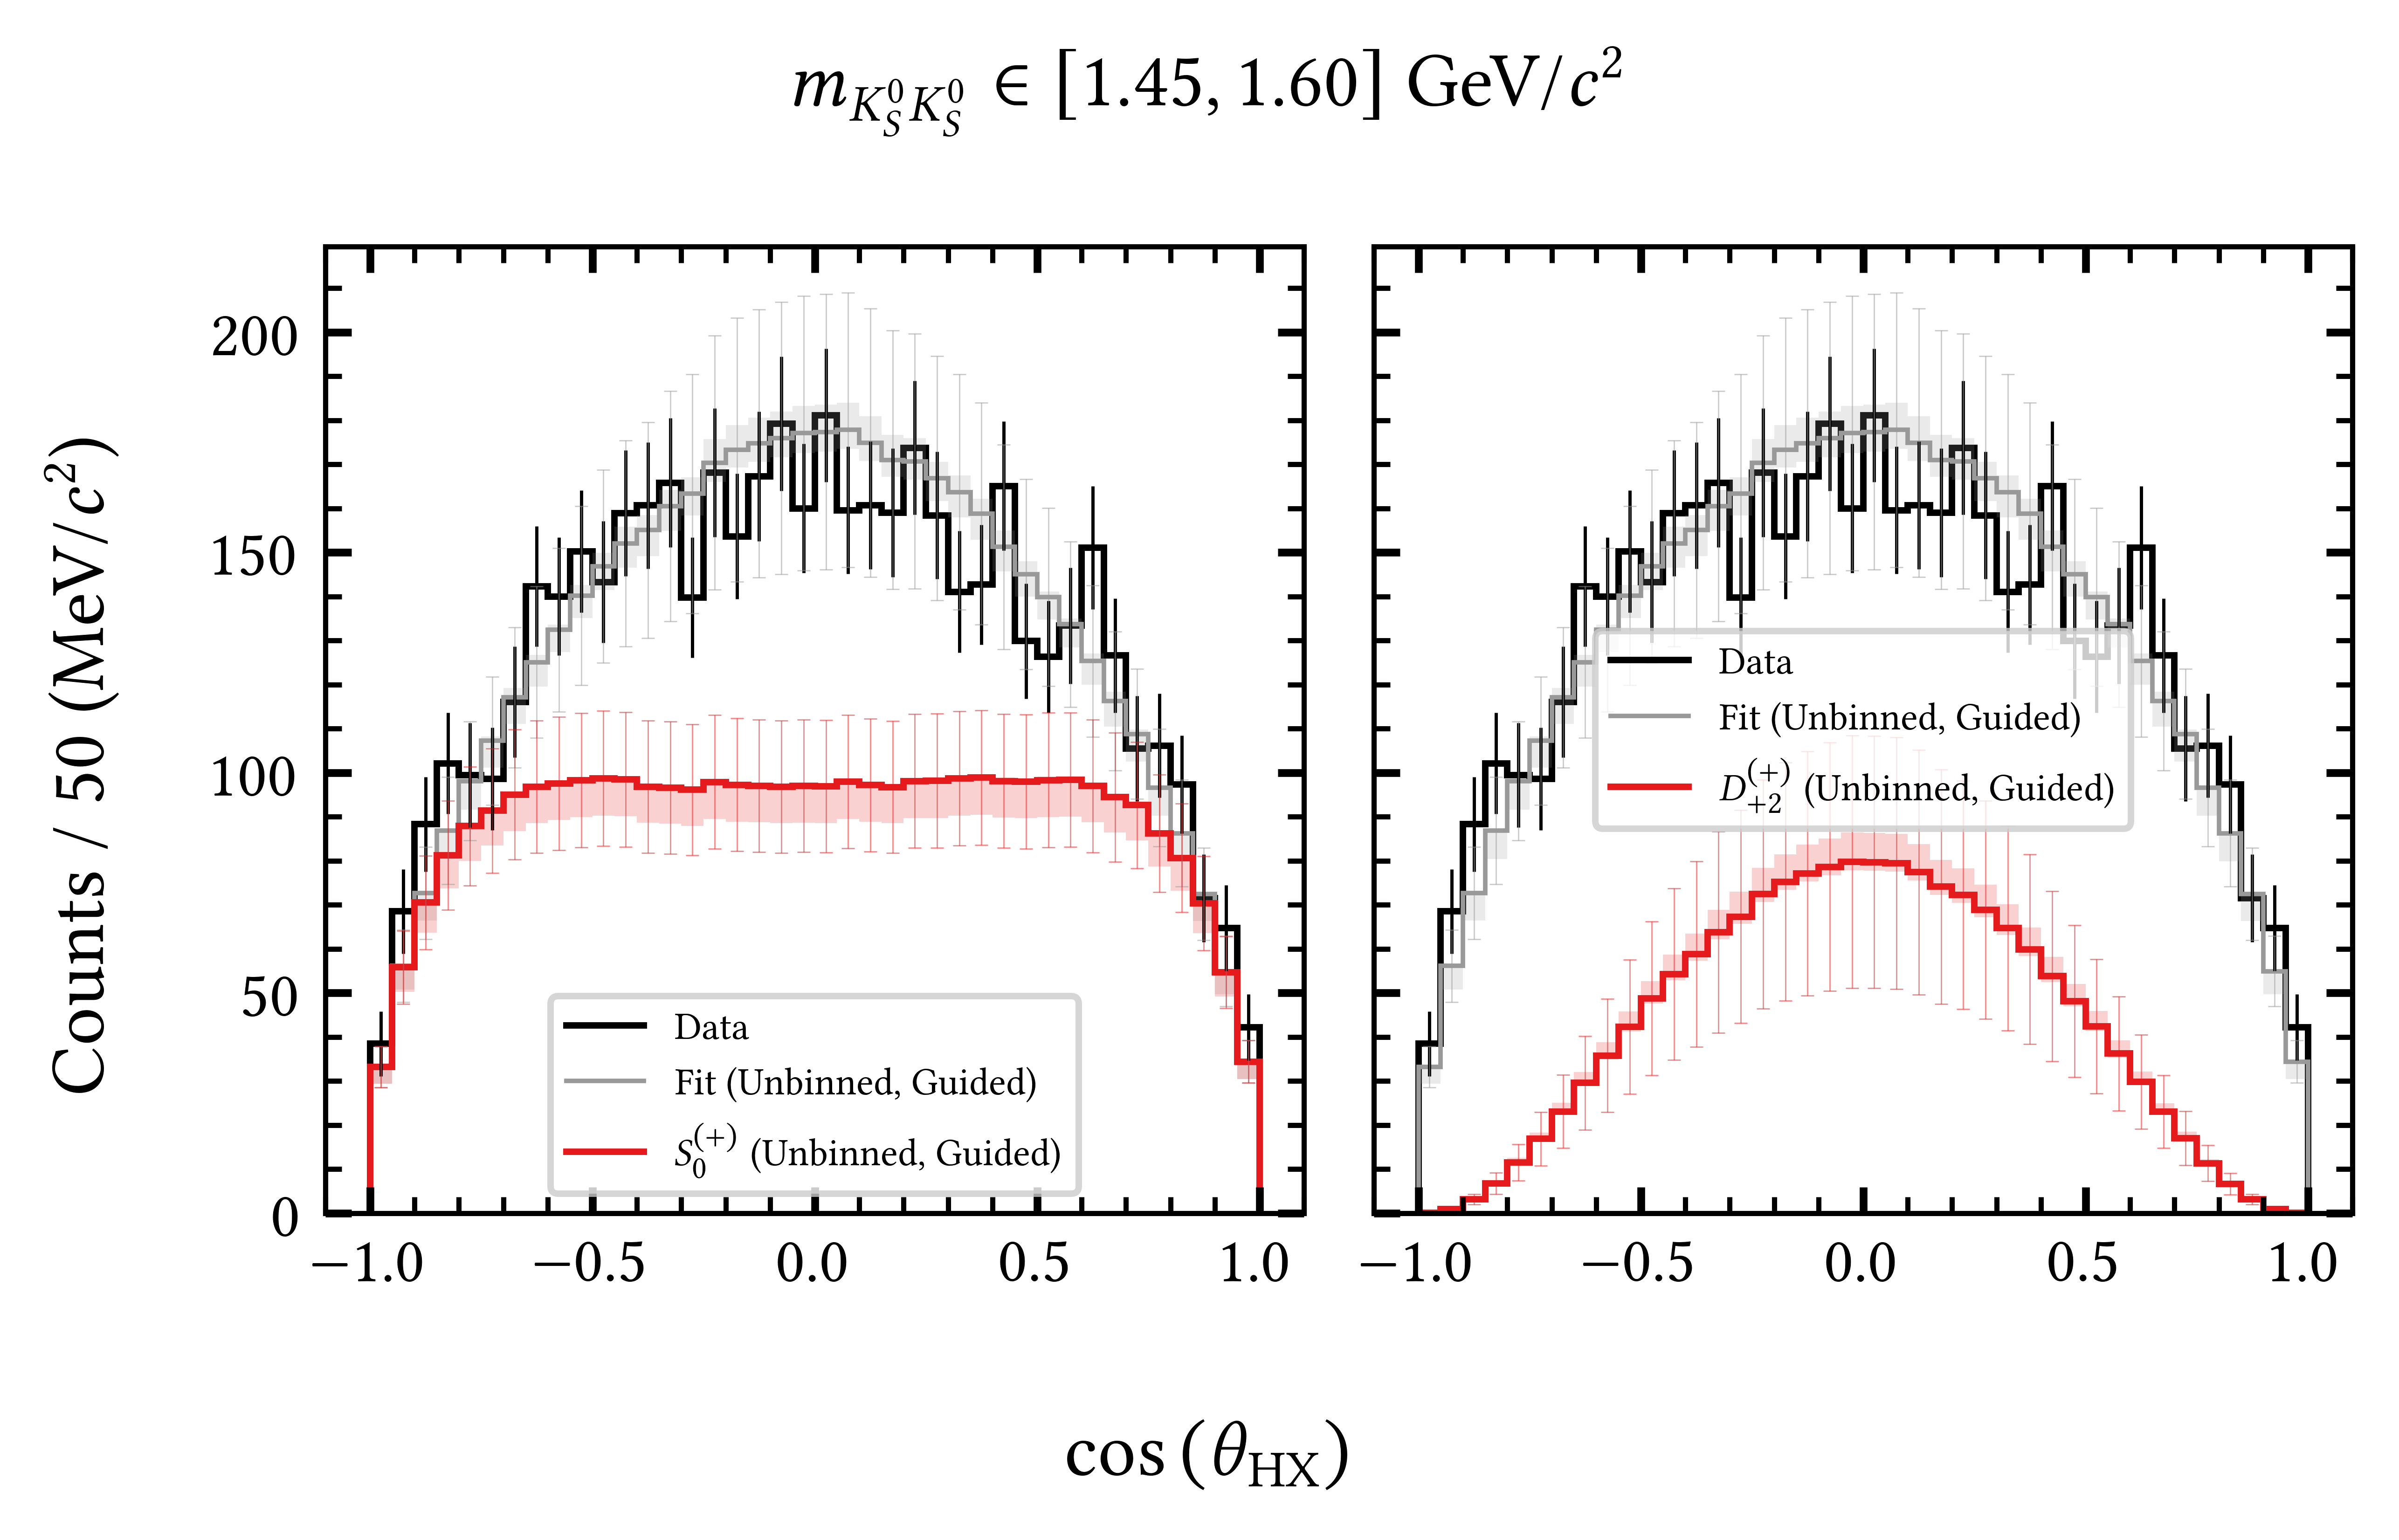 m_{K_S^0 K_S^0} ∈ [1.45, 1.60] GeV/c²
Counts / 50 (MeV/c²)
200
150
100
50
0
Data
Fit (Unbinned, Guided)
S_0^{(+)} (Unbinned, Guided)
−1.0 −0.5 0.0 0.5 1.0
Data
Fit (Unbinned, Guided)
D_{+2}^{(+)} (Unbinned, Guided)
−1.0 −0.5 0.0 0.5 1.0
cos (θ_{HX})